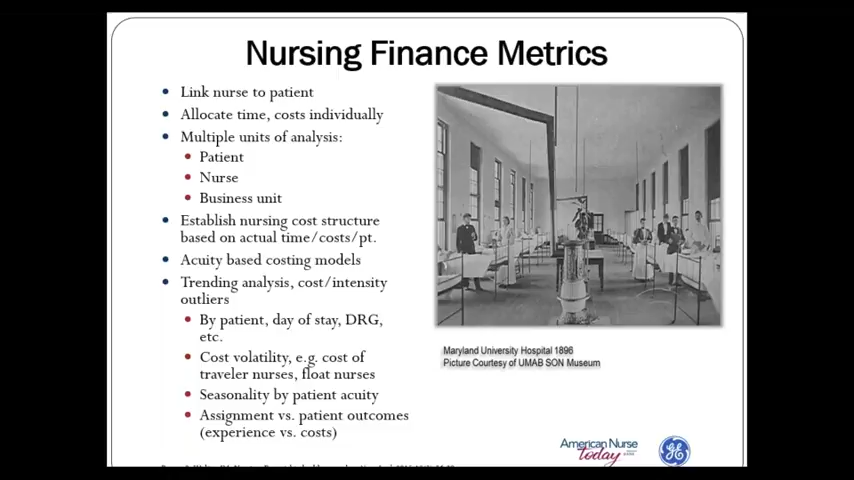 Nursing Finance Metrics
Link nurse to patient
Allocate time, costs individually
Multiple units of analysis:
Patient
Nurse
Business unit
Establish nursing cost structure
based on actual time/costs/pt.
Acuity based costing models
Trending analysis, cost/intensity
outliers
By patient, day of stay, DRG,
etc.
Cost volatility, e.g. cost of
traveler nurses, float nurses
Seasonality by patient acuity
Assignment vs. patient outcomes
(experience vs. costs)
Maryland University Hospital 1896
Picture Courtesy of UMAB SON Museum
American Nurse
today
GE